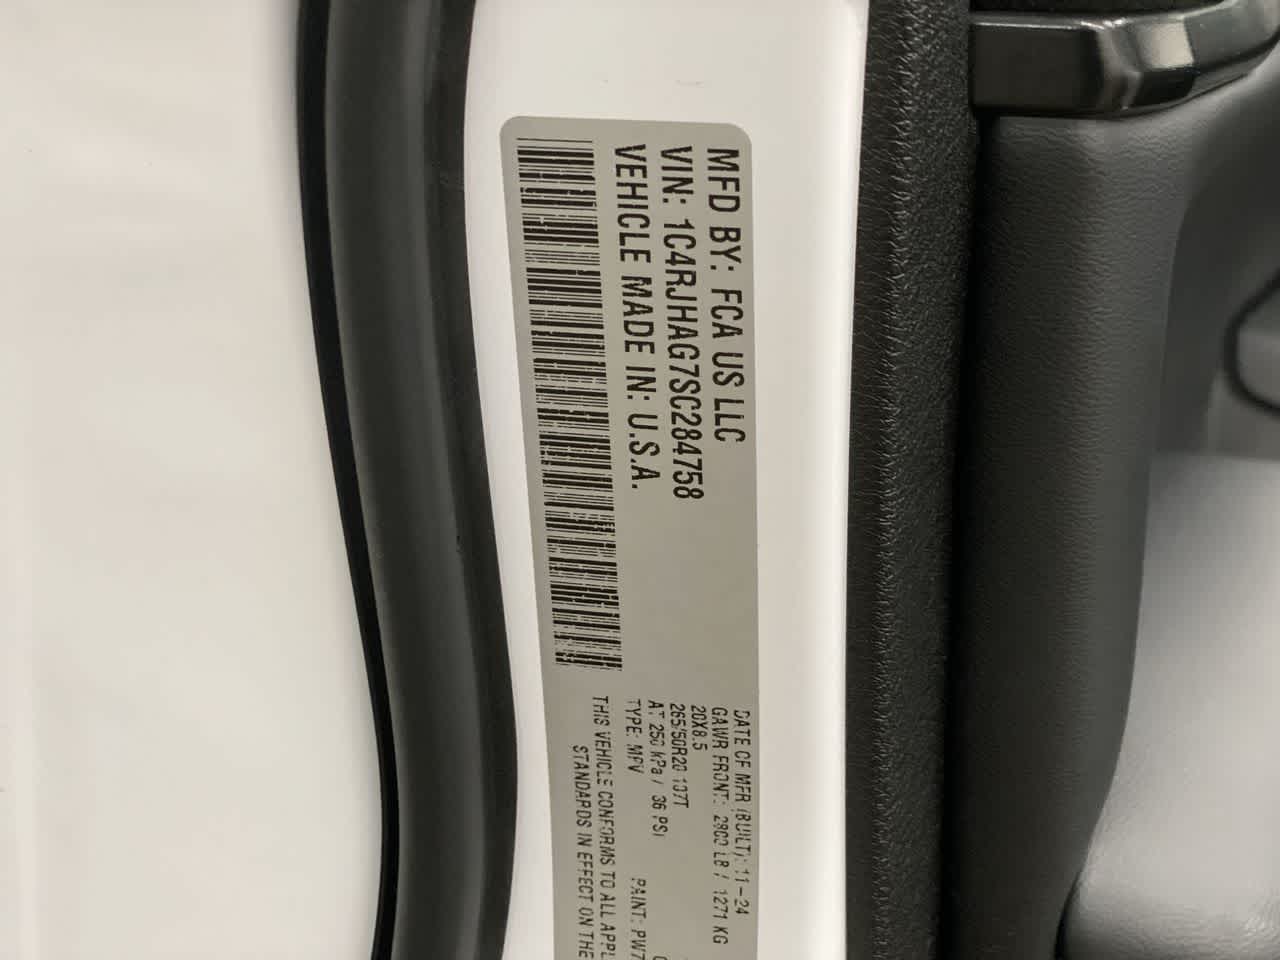 MFD BY: FCA US LLC
VIN: 1C4RJHAG7SC284758
VEHICLE MADE IN: U.S.A.
DATE OF MFR (BUILT): 11-24
GAWR FRONT: 2800 LB / 1271 KG
20X8.5
265/50R20 107T
AT 250 kPa / 36 PSI
TYPE: MPV PAINT: PW7
THIS VEHICLE CONFORMS TO ALL APPL
STANDARDS IN EFFECT ON THE